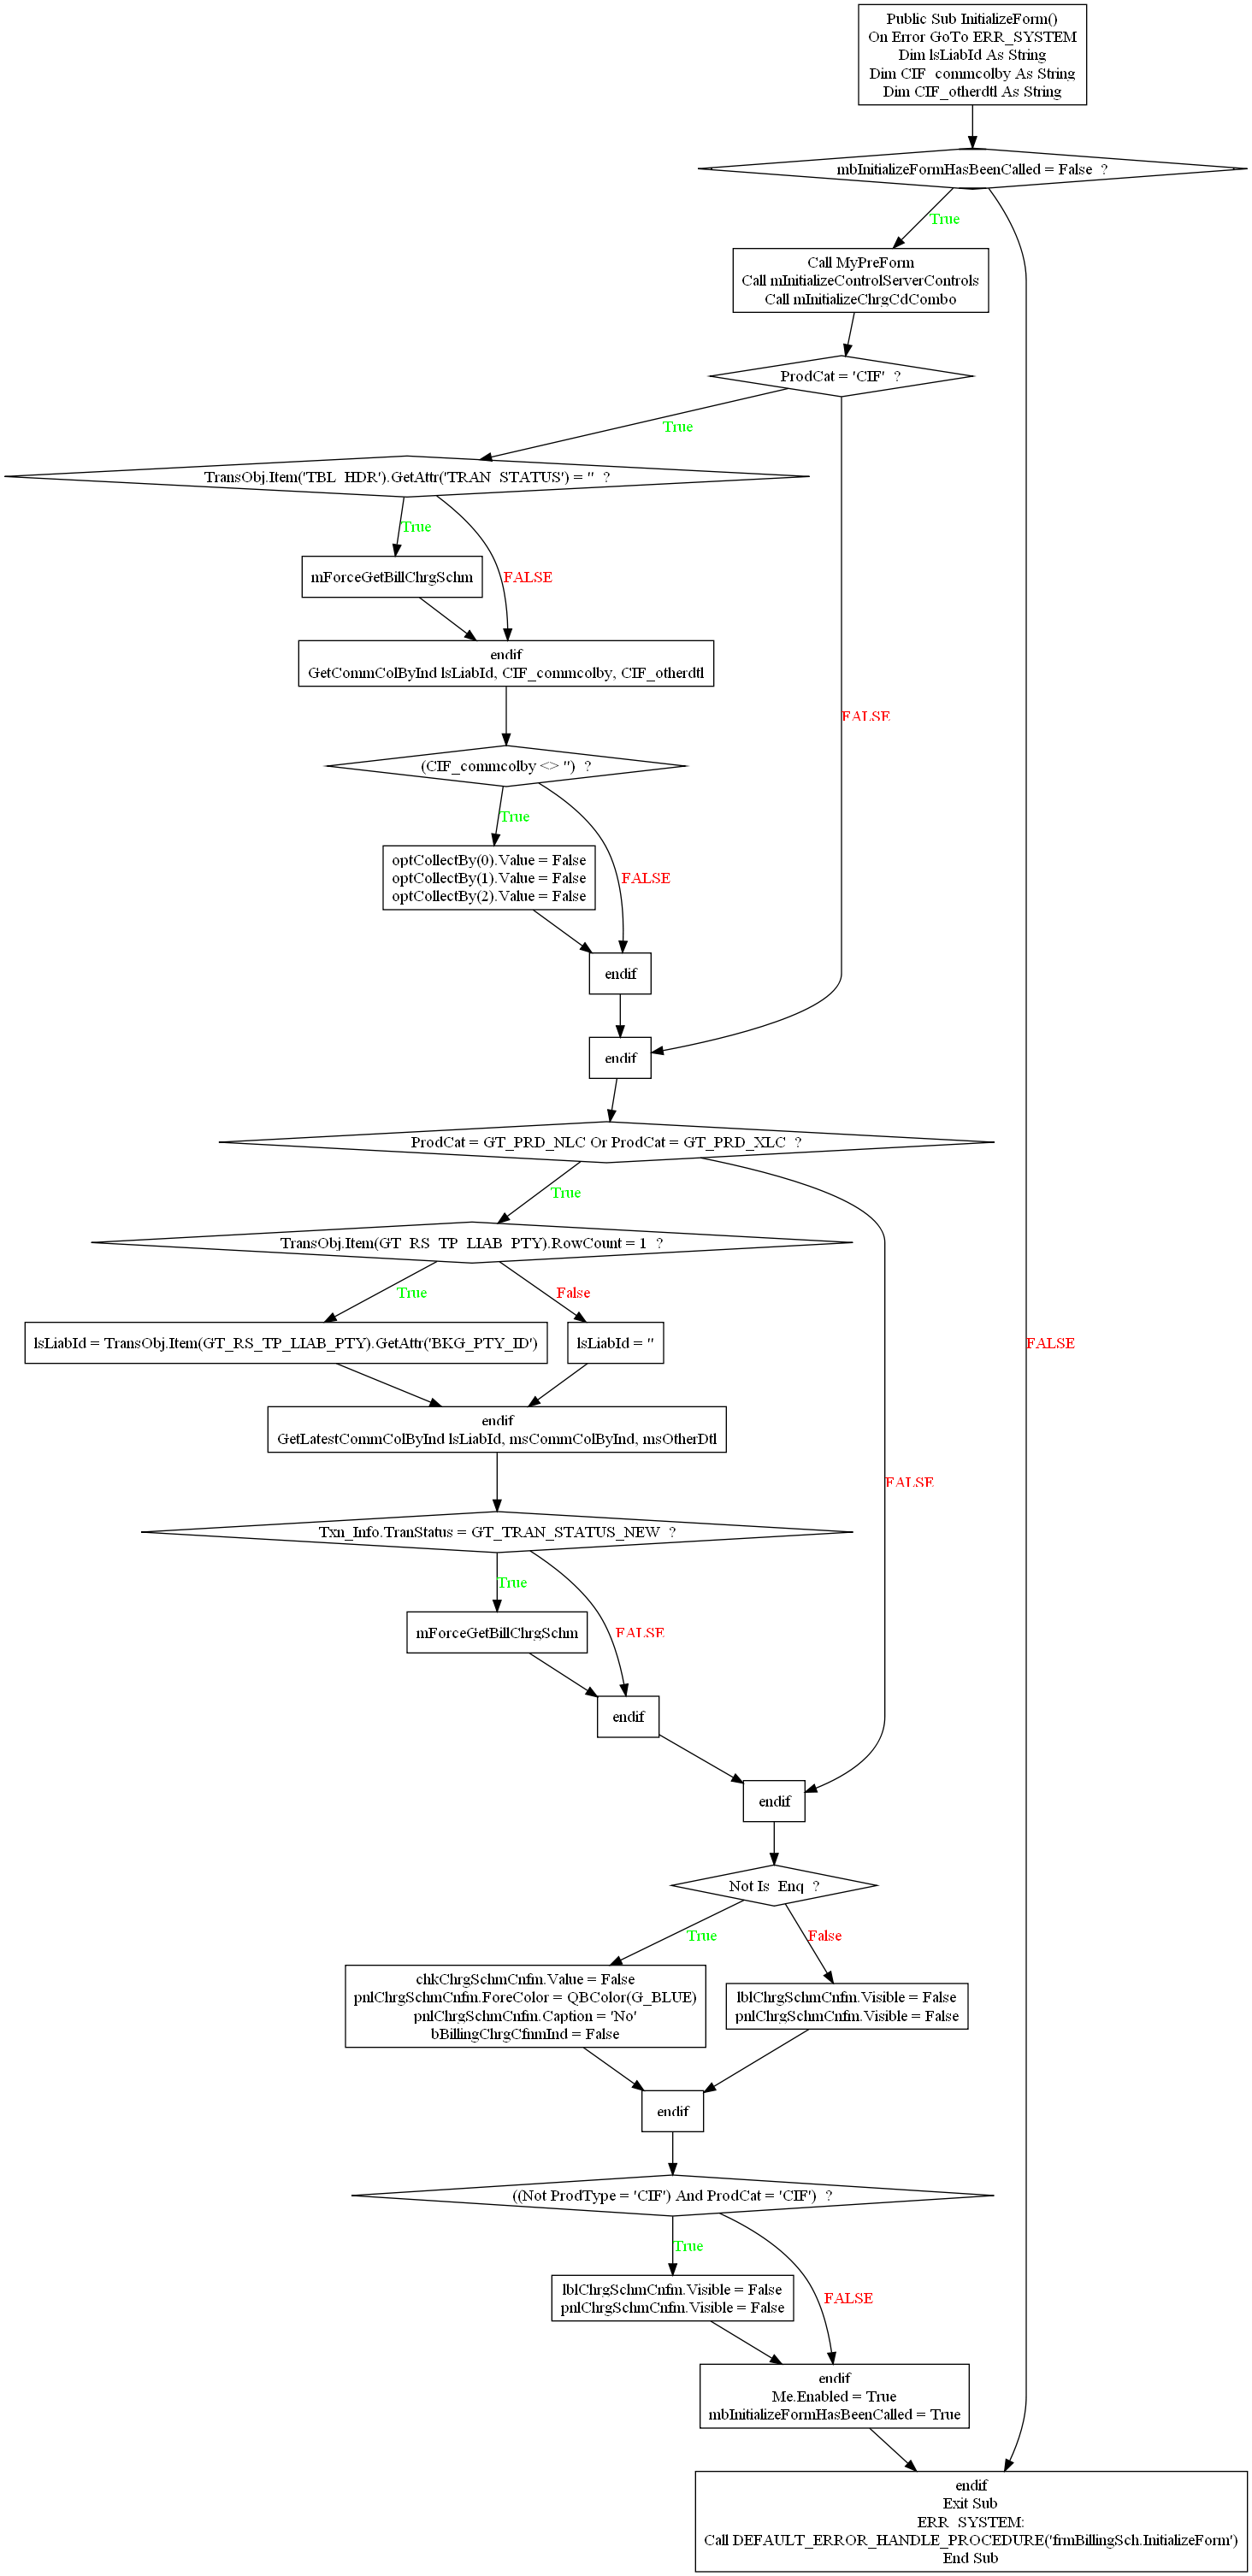 Public Sub InitializeForm()
On Error GoTo ERR_SYSTEM
Dim lsLiabId As String
Dim CIF_commcolby As String
Dim CIF_otherdtl As String
mbInitializeFormHasBeenCalled = False ?
True
Call MyPreForm
Call mInitializeControlServerControls
Call mInitializeChrgCdCombo
ProdCat = 'CIF' ?
True
TransObj.Item('TBL_HDR').GetAttr('TRAN_STATUS') = '' ?
True
mForceGetBillChrgSchm
FALSE
endif
GetCommColByInd lsLiabId, CIF_commcolby, CIF_otherdtl
FALSE
(CIF_commcolby <> '') ?
True
optCollectBy(0).Value = False
optCollectBy(1).Value = False
optCollectBy(2).Value = False
FALSE
endif
endif
ProdCat = GT_PRD_NLC Or ProdCat = GT_PRD_XLC ?
True
TransObj.Item(GT_RS_TP_LIAB_PTY).RowCount = 1 ?
True
False
lsLiabId = TransObj.Item(GT_RS_TP_LIAB_PTY).GetAttr('BKG_PTY_ID')
lsLiabId = ''
FALSE
endif
GetLatestCommColByInd lsLiabId, msCommColByInd, msOtherDtl
FALSE
Txn_Info.TranStatus = GT_TRAN_STATUS_NEW ?
True
mForceGetBillChrgSchm
FALSE
endif
endif
Not Is_Enq ?
True
False
chkChrgSchmCnfm.Value = False
pnlChrgSchmCnfm.ForeColor = QBColor(G_BLUE)
pnlChrgSchmCnfm.Caption = 'No'
bBillingChrgCfnmInd = False
lblChrgSchmCnfm.Visible = False
pnlChrgSchmCnfm.Visible = False
endif
((Not ProdType = 'CIF') And ProdCat = 'CIF') ?
True
lblChrgSchmCnfm.Visible = False
pnlChrgSchmCnfm.Visible = False
FALSE
endif
Me.Enabled = True
mbInitializeFormHasBeenCalled = True
endif
Exit Sub
ERR_SYSTEM:
Call DEFAULT_ERROR_HANDLE_PROCEDURE('frmBillingSch.InitializeForm')
End Sub